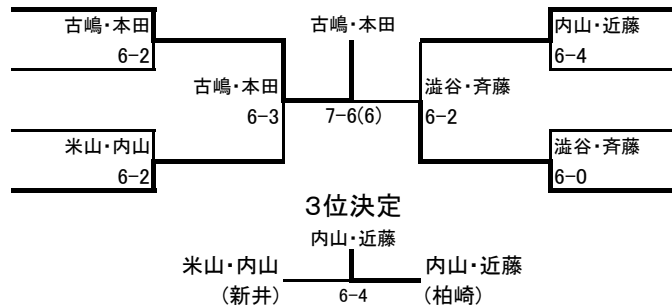 古嶋・本田
6-2
古嶋・本田
内山・近藤
6-4
古嶋・本田
6-3
7-6(6)
澁谷・斉藤
6-2
米山・内山
6-2
澁谷・斉藤
6-0
3位決定
内山・近藤
米山・内山
(新井)
6-4
内山・近藤
(柏崎)